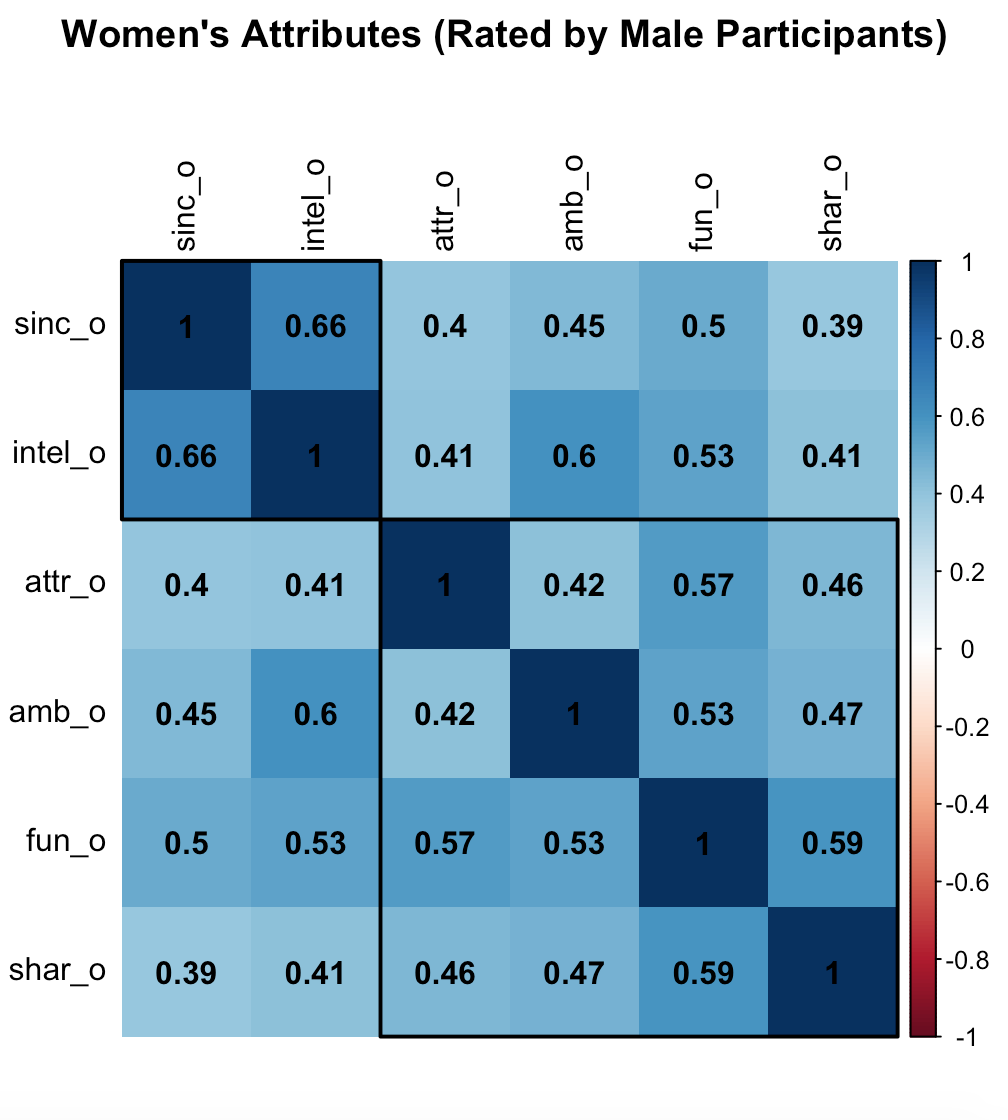 Women's Attributes (Rated by Male Participants)
sinc_o intel_o attr_o amb_o fun_o shar_o
sinc_o 1 0.66 0.4 0.45 0.5 0.39
intel_o 0.66 1 0.41 0.6 0.53 0.41
attr_o 0.4 0.41 1 0.42 0.57 0.46
amb_o 0.45 0.6 0.42 1 0.53 0.47
fun_o 0.5 0.53 0.57 0.53 1 0.59
shar_o 0.39 0.41 0.46 0.47 0.59 1
1
0.8
0.6
0.4
0.2
0
-0.2
-0.4
-0.6
-0.8
-1